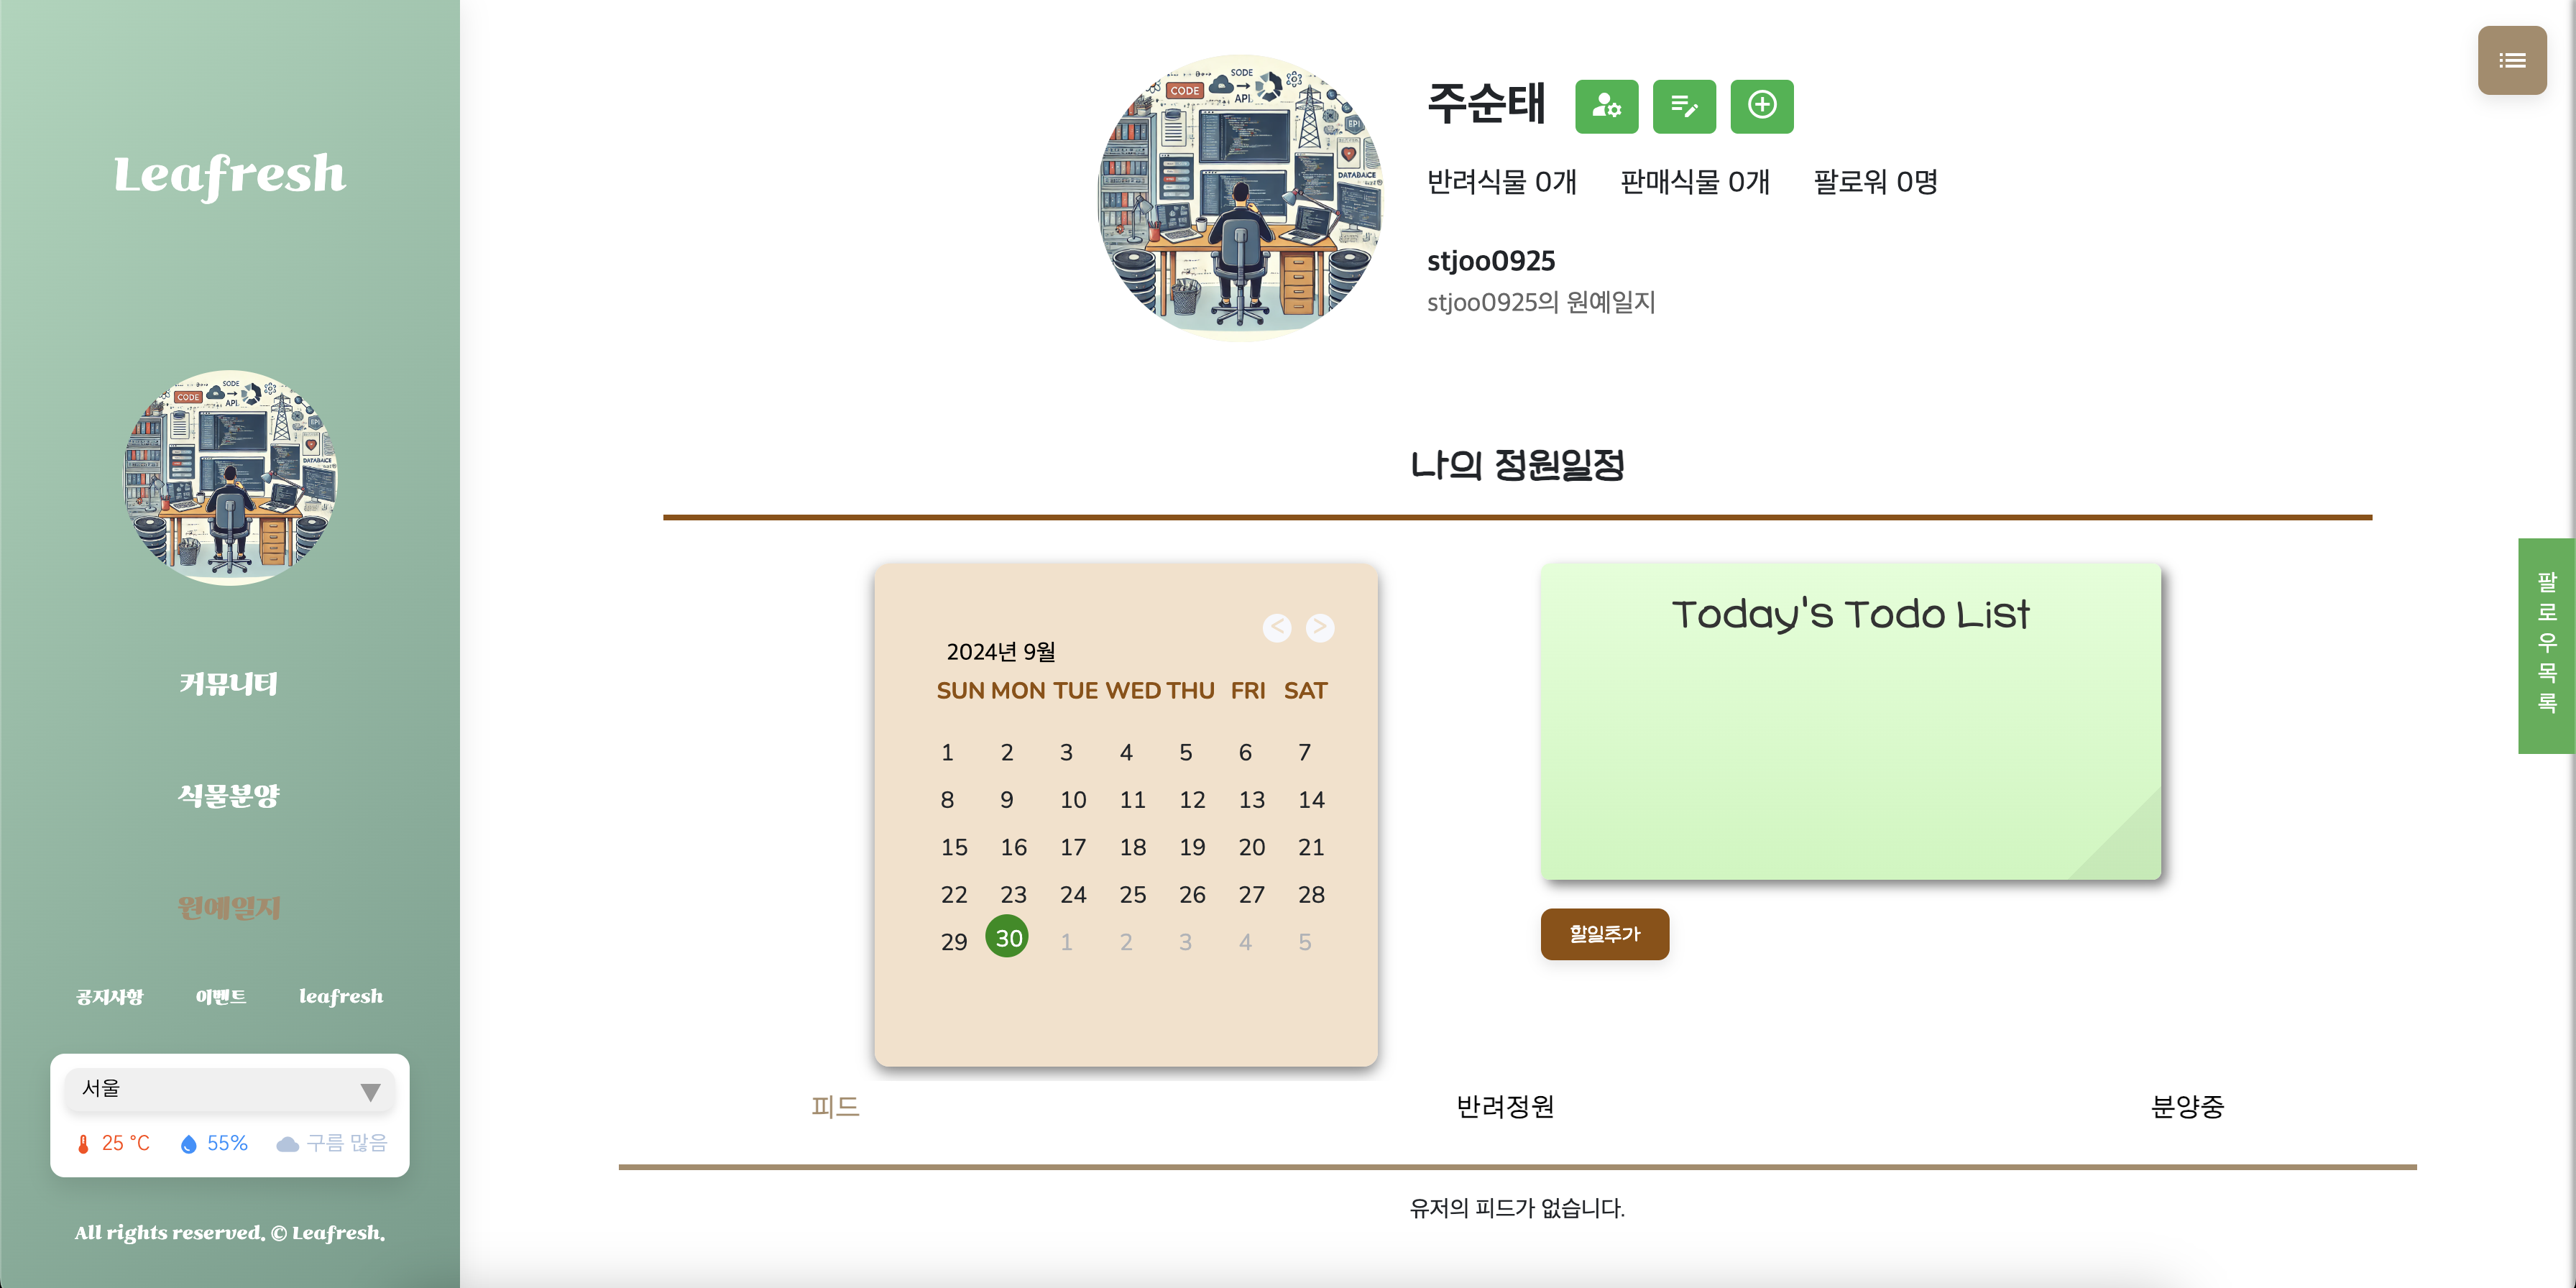 Leafresh
커뮤니티
식물분양
원예일지
공지사항 이벤트 leafresh
서울
25 °C 55% 구름 많음
All rights reserved. © Leafresh.
CODE
SODE
API
EPI
DATABAICE
주순태
반려식물 0개 판매식물 0개 팔로워 0명
stjoo0925
stjoo0925의 원예일지
나의 정원일정
< >
2024년 9월
SUN MON TUE WED THU FRI SAT
1 2 3 4 5 6 7
8 9 10 11 12 13 14
15 16 17 18 19 20 21
22 23 24 25 26 27 28
29 30 1 2 3 4 5
Today's Todo List
할일추가
팔로우목록
피드 반려정원 분양중
유저의 피드가 없습니다.